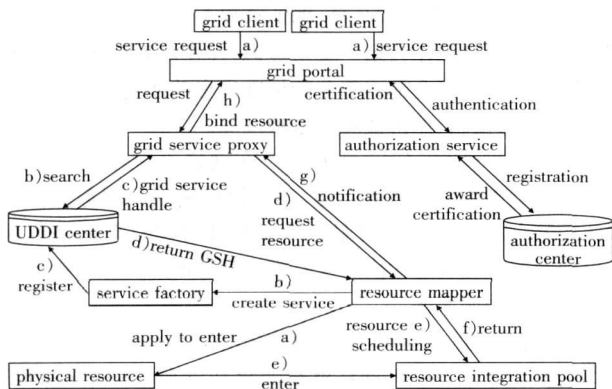 grid client
grid client
service request
a)
a)
service request
grid portal
request
h)
bind resource
certification
authentication
grid service proxy
authorization service
b)search
c)grid service
handle
g)
notification
d)
request
resource
registration
award
certification
UDDI center
authorization
center
d)return GSH
c)
register
service factory
b)
create service
resource mapper
apply to enter
a)
resource e)
scheduling
f)return
physical resource
e)
enter
resource integration pool